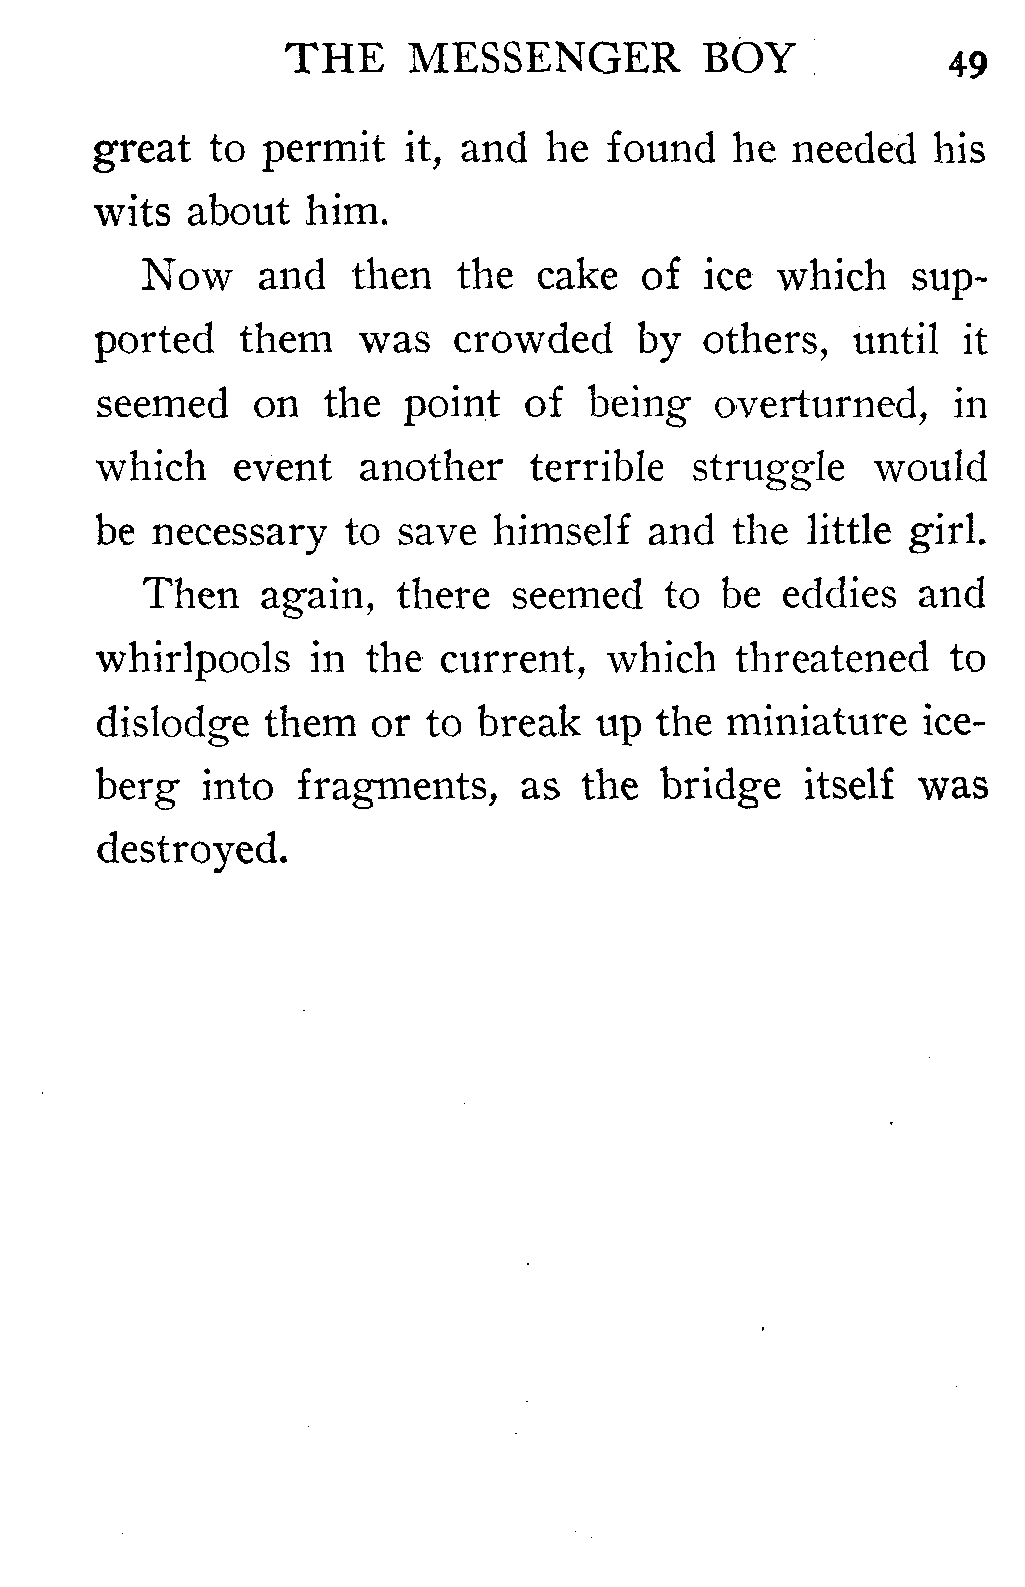 THE MESSENGER BOY 49
great to permit it, and he found he needed his
wits about him.
Now and then the cake of ice which sup-
ported them was crowded by others, until it
seemed on the point of being overturned, in
which event another terrible struggle would
be necessary to save himself and the little girl.
Then again, there seemed to be eddies and
whirlpools in the current, which threatened to
dislodge them or to break up the miniature ice-
berg into fragments, as the bridge itself was
destroyed.